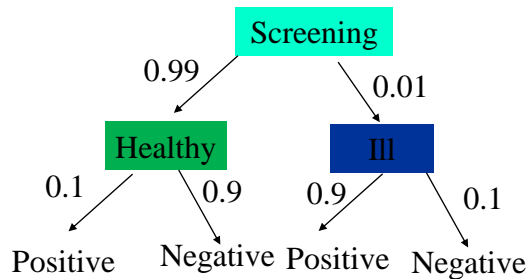 Screening
0.99
0.01
Healthy
Ill
0.1
0.9
0.9
0.1
Positive
Negative
Positive
Negative